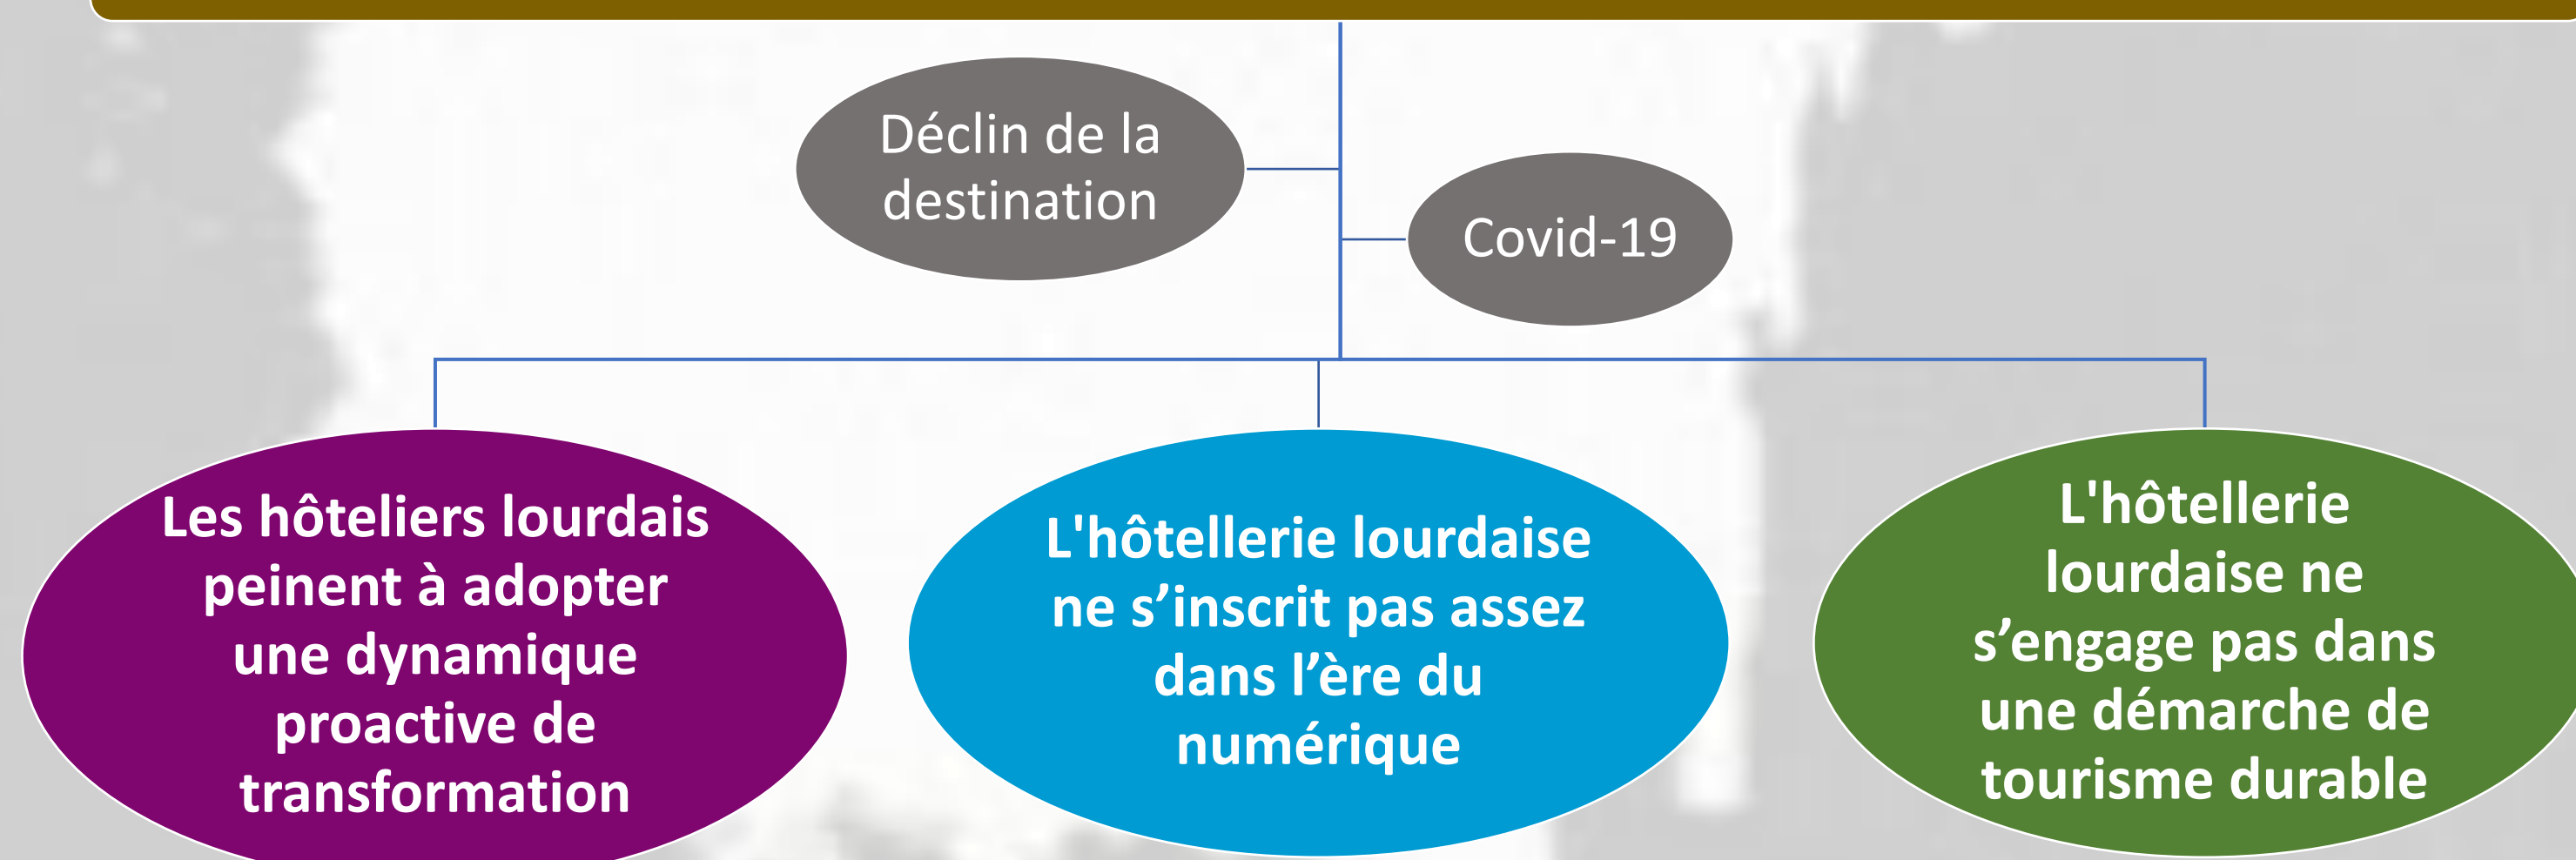 Déclin de la
destination
Covid-19
Les hôteliers lourdais
peinent à adopter
une dynamique
proactive de
transformation
L'hôtellerie lourdaise
ne s’inscrit pas assez
dans l’ère du
numérique
L'hôtellerie
lourdaise ne
s’engage pas dans
une démarche de
tourisme durable